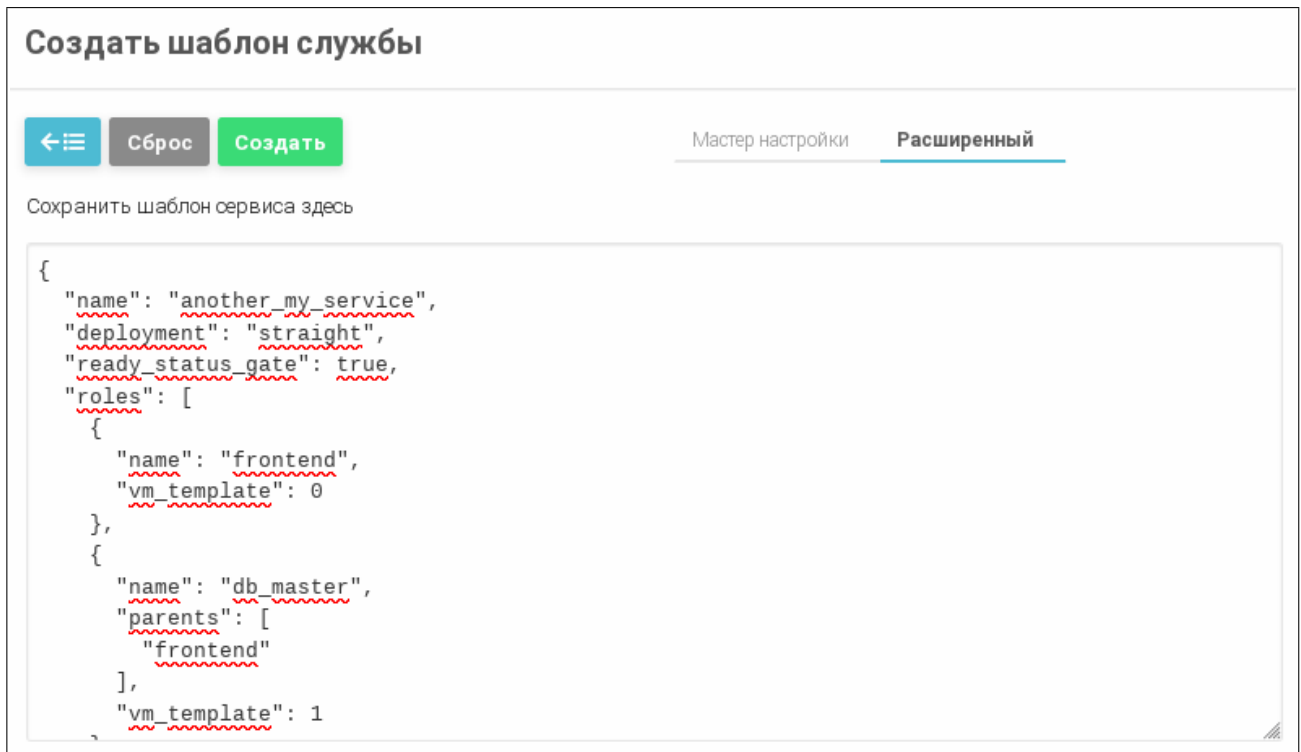 Создать шаблон службы
Сброс Создать Мастер настройки Расширенный
Сохранить шаблон сервиса здесь
{
  "name": "another_my_service",
  "deployment": "straight",
  "ready_status_gate": true,
  "roles": [
    {
      "name": "frontend",
      "vm_template": 0
    },
    {
      "name": "db_master",
      "parents": [
        "frontend"
      ],
      "vm_template": 1